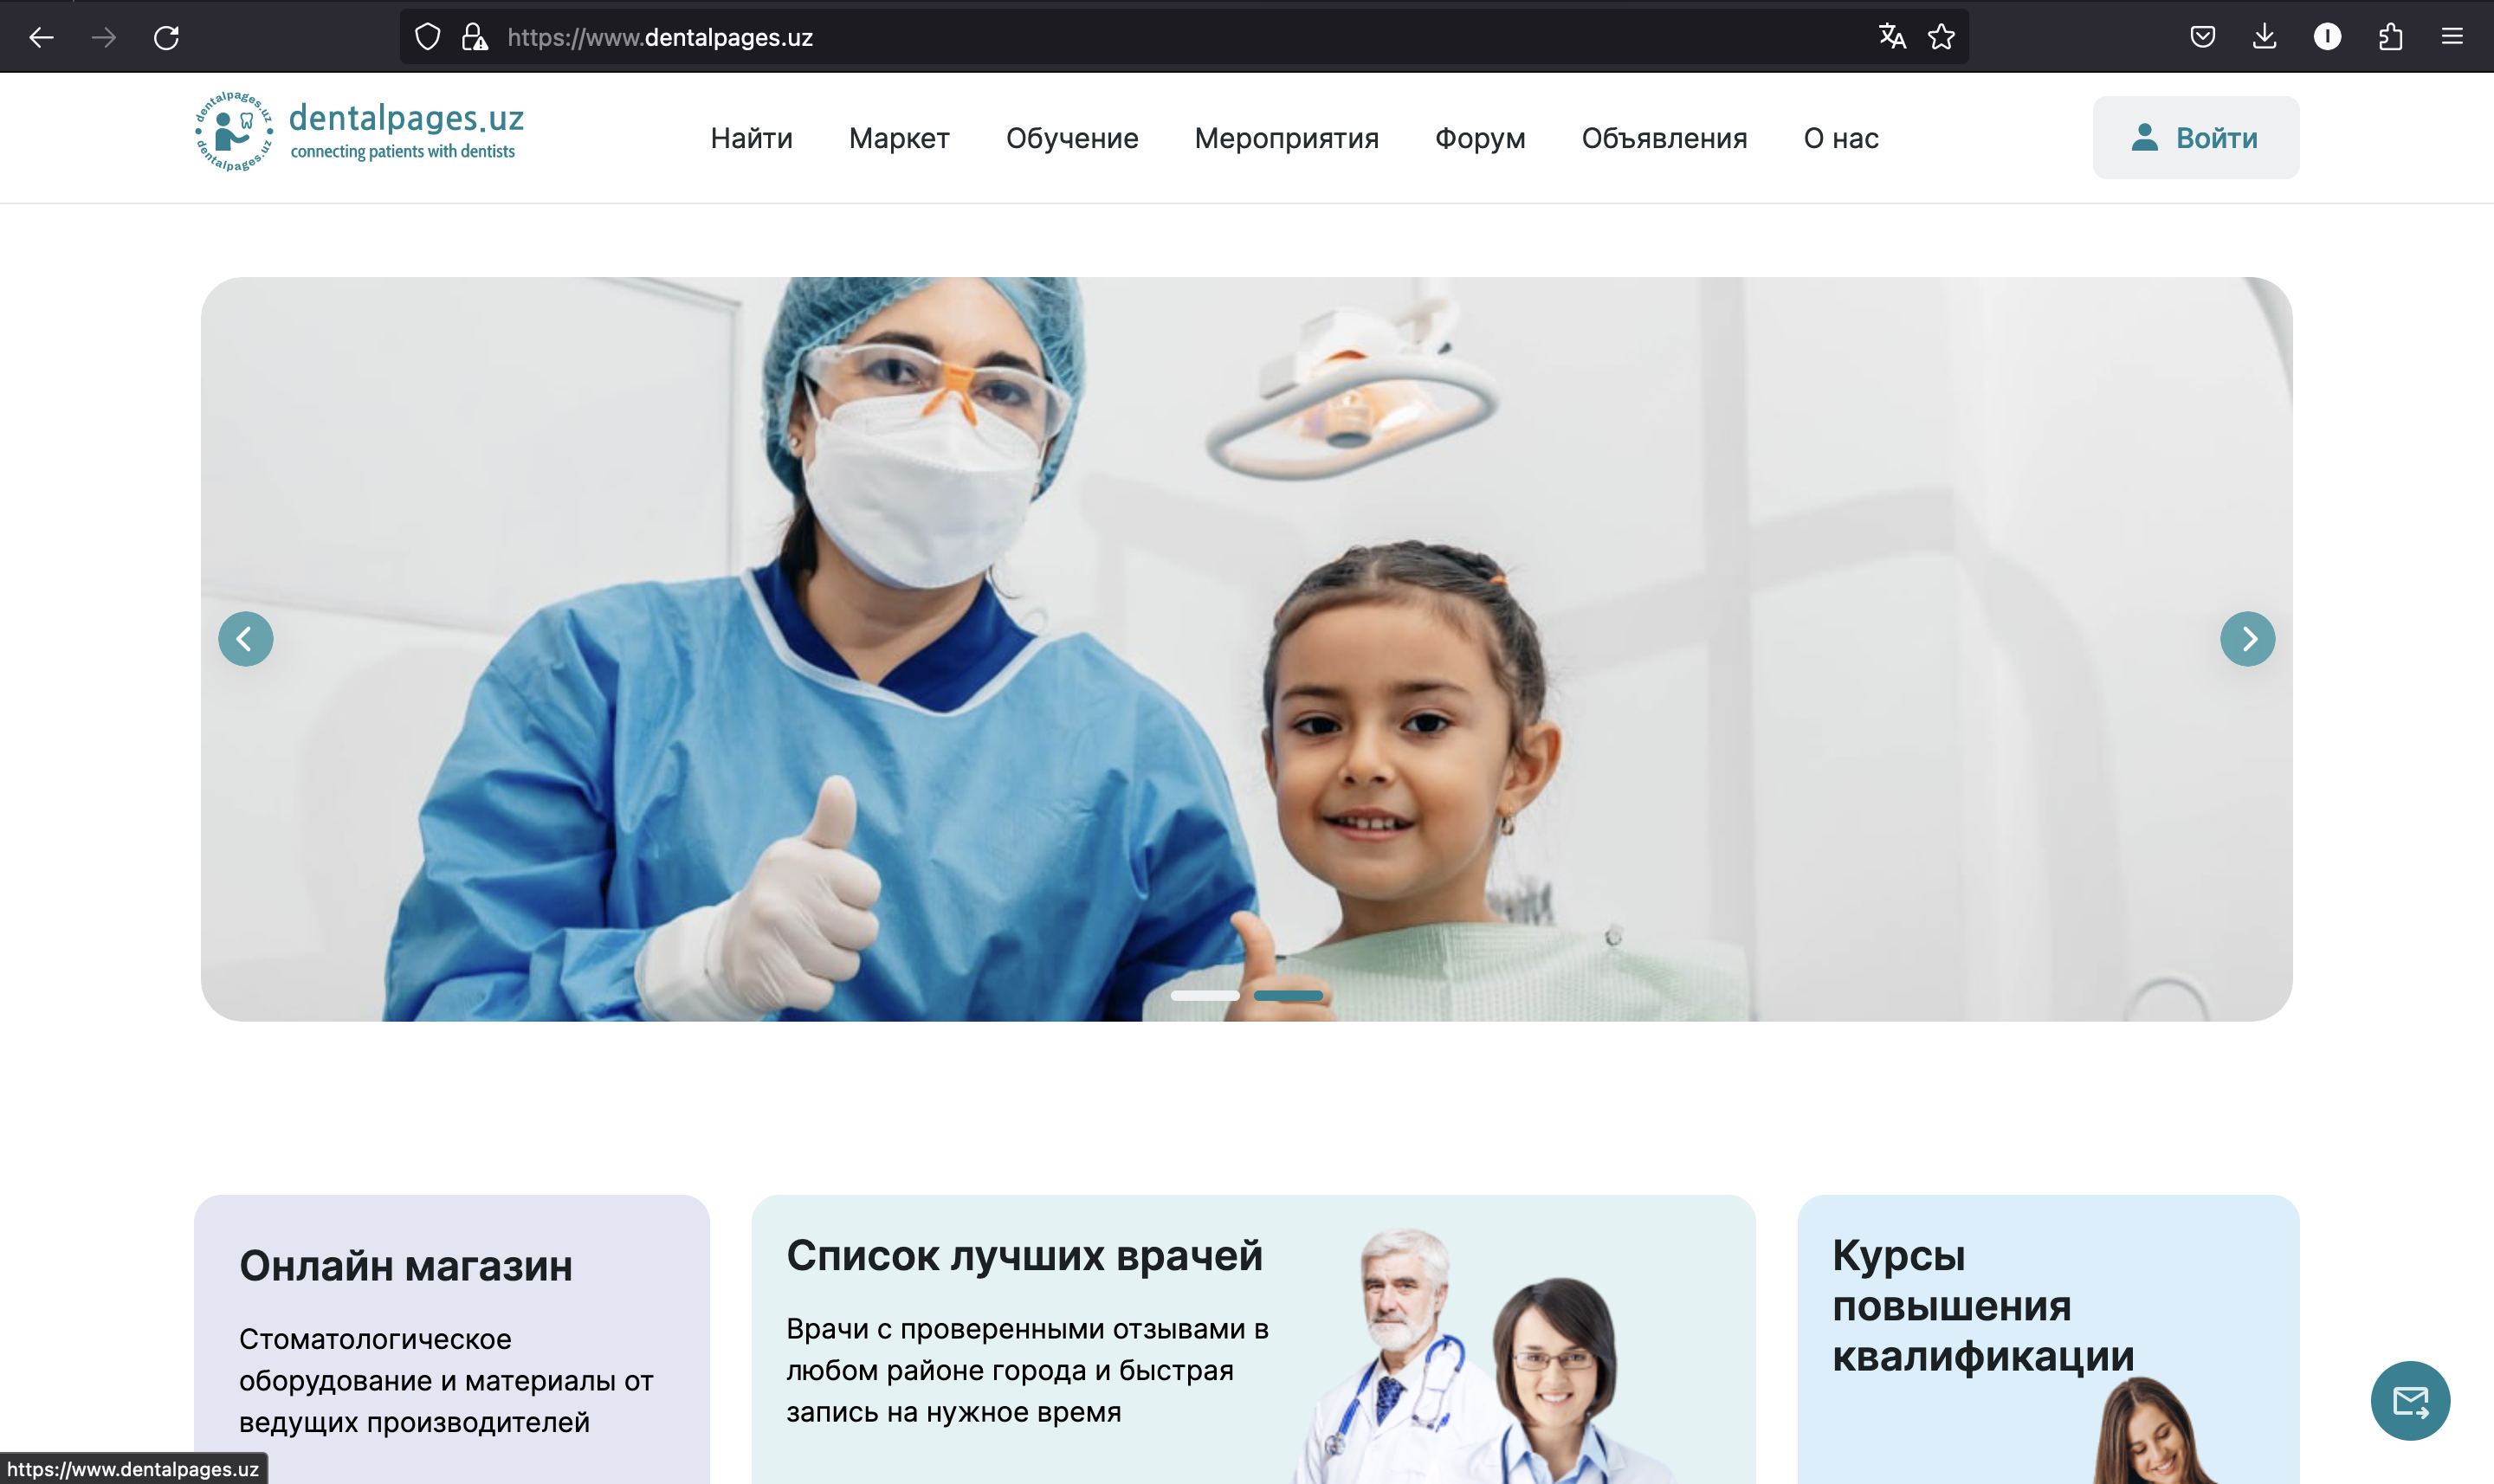 https://www.dentalpages.uz
dentalpages.uz
dentalpages.uz
dentalpages.uz
connecting patients with dentists
Найти
Маркет
Обучение
Мероприятия
Форум
Объявления
О нас
Войти
Онлайн магазин
Стоматологическое
оборудование и материалы от
ведущих производителей
Список лучших врачей
Врачи с проверенными отзывами в
любом районе города и быстрая
запись на нужное время
Курсы
повышения
квалификации
https://www.dentalpages.uz